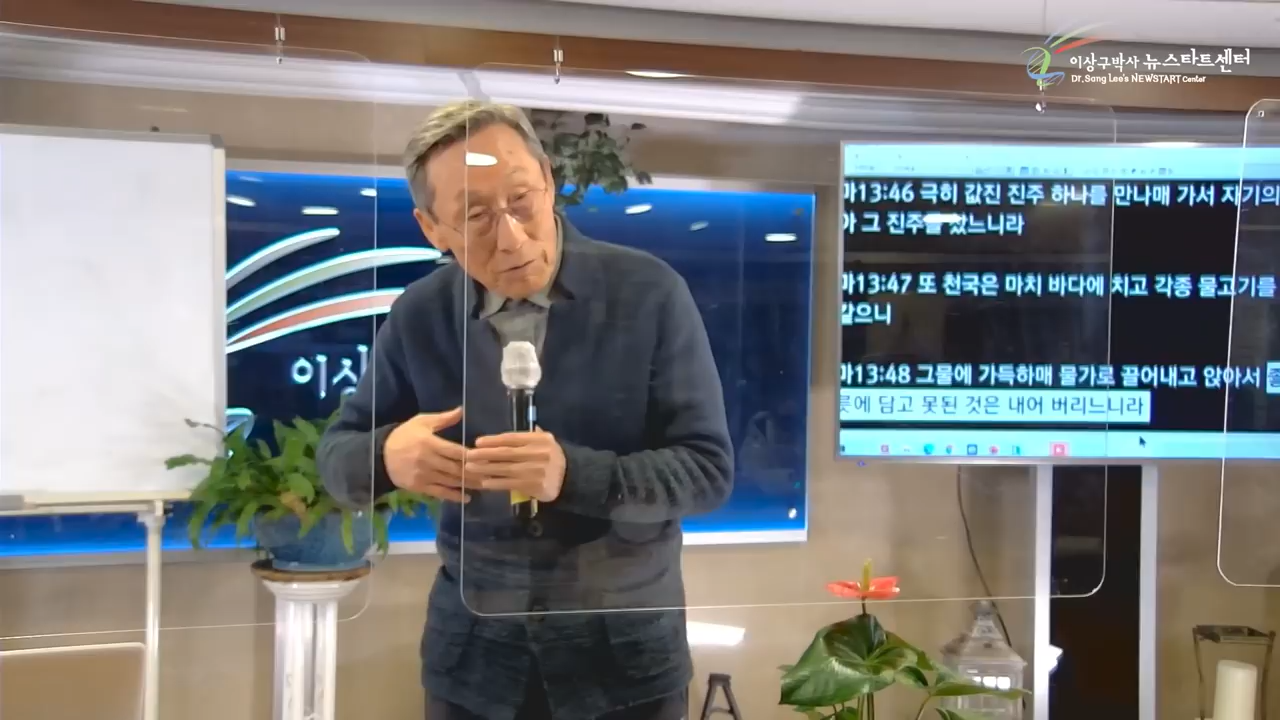 이상구박사 뉴스타트센터
Dr. Sang Lee's NEWSTART Center
마13:46 극히 값진 진주 하나를 만나매 가서 자기의
아 그 진주를 샀느니라
마13:47 또 천국은 마치 바다에 치고 각종 물고기를
같으니
마13:48 그물에 가득하매 물가로 끌어내고 앉아서 좋
릇에 담고 못된 것은 내어 버리느니라
이상